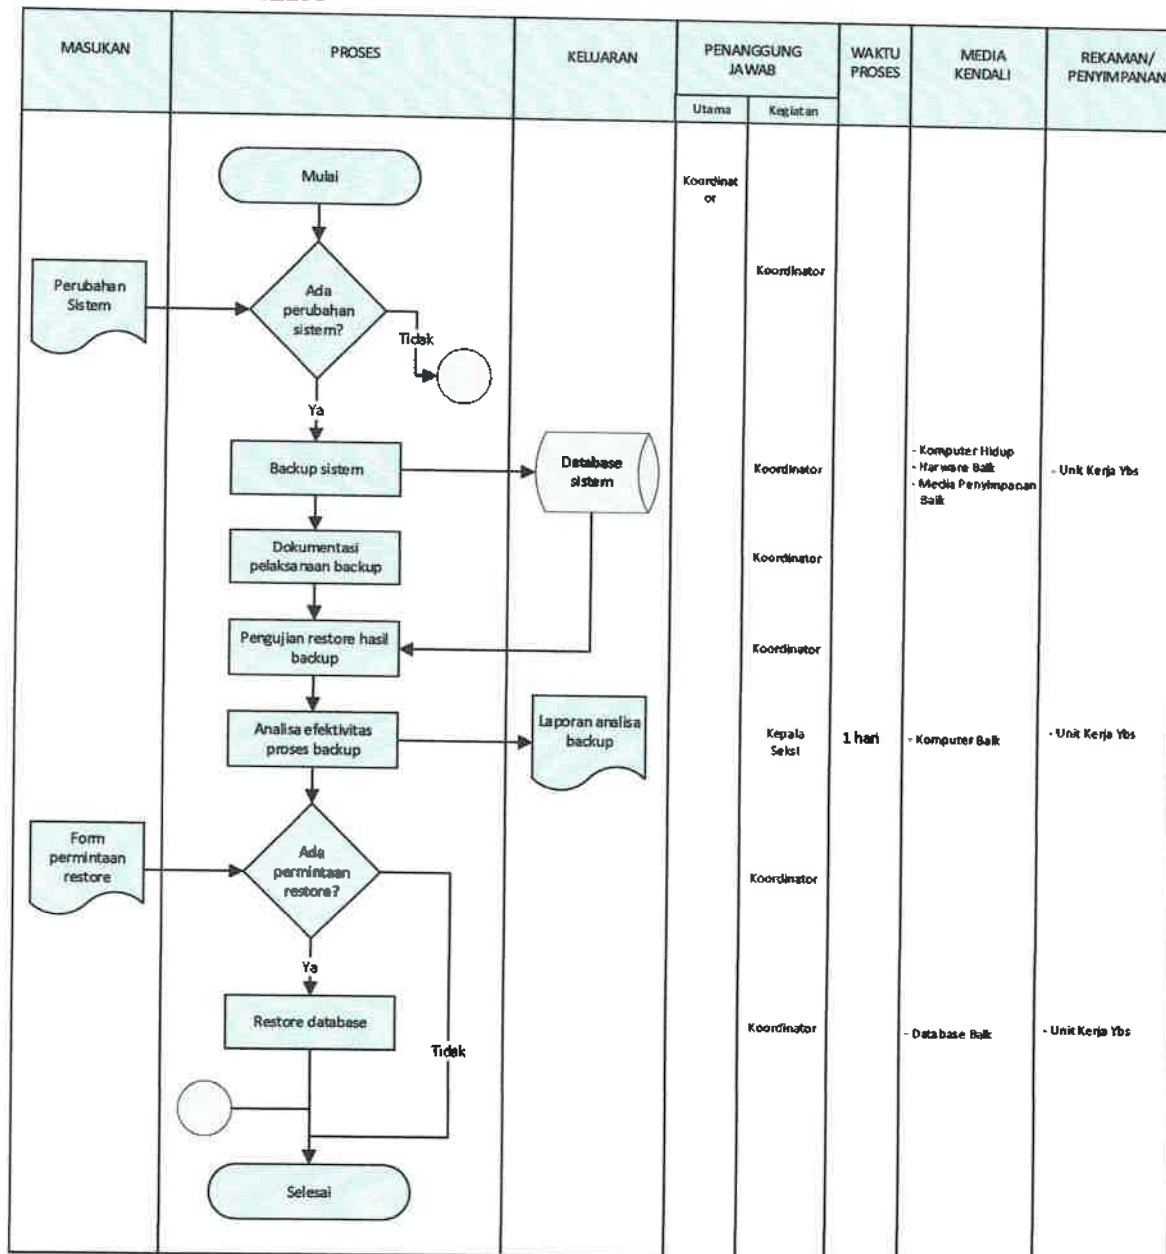 MASUKAN
PROSES
KELUARAN
PENANGGUNG
JAWAB
WAKTU
PROSES
MEDIA
KENDALI
REKAMAN/
PENYIMPANAN
Utama
Kegiatan
Mulai
Koordinat
or
Perubahan
Sistem
Ada
perubahan
sistem?
Koordinator
Tidak
Ya
Backup sistem
Database
sistem
Koordinator
- Komputer Hidup
- Harware Baik
- Media Penyimpanan
Baik
- Unit Kerja Ybs
Dokumentasi
pelaksanaan backup
Koordinator
Pengujian restore hasil
backup
Koordinator
Analisa efektivitas
proses backup
Laporan analisa
backup
Kepala
Seksi
1 hari
- Komputer Baik
- Unit Kerja Ybs
Form
permintaan
restore
Ada
permintaan
restore?
Koordinator
Ya
Restore database
Tidak
Koordinator
- Database Baik
- Unit Kerja Ybs
Selesai